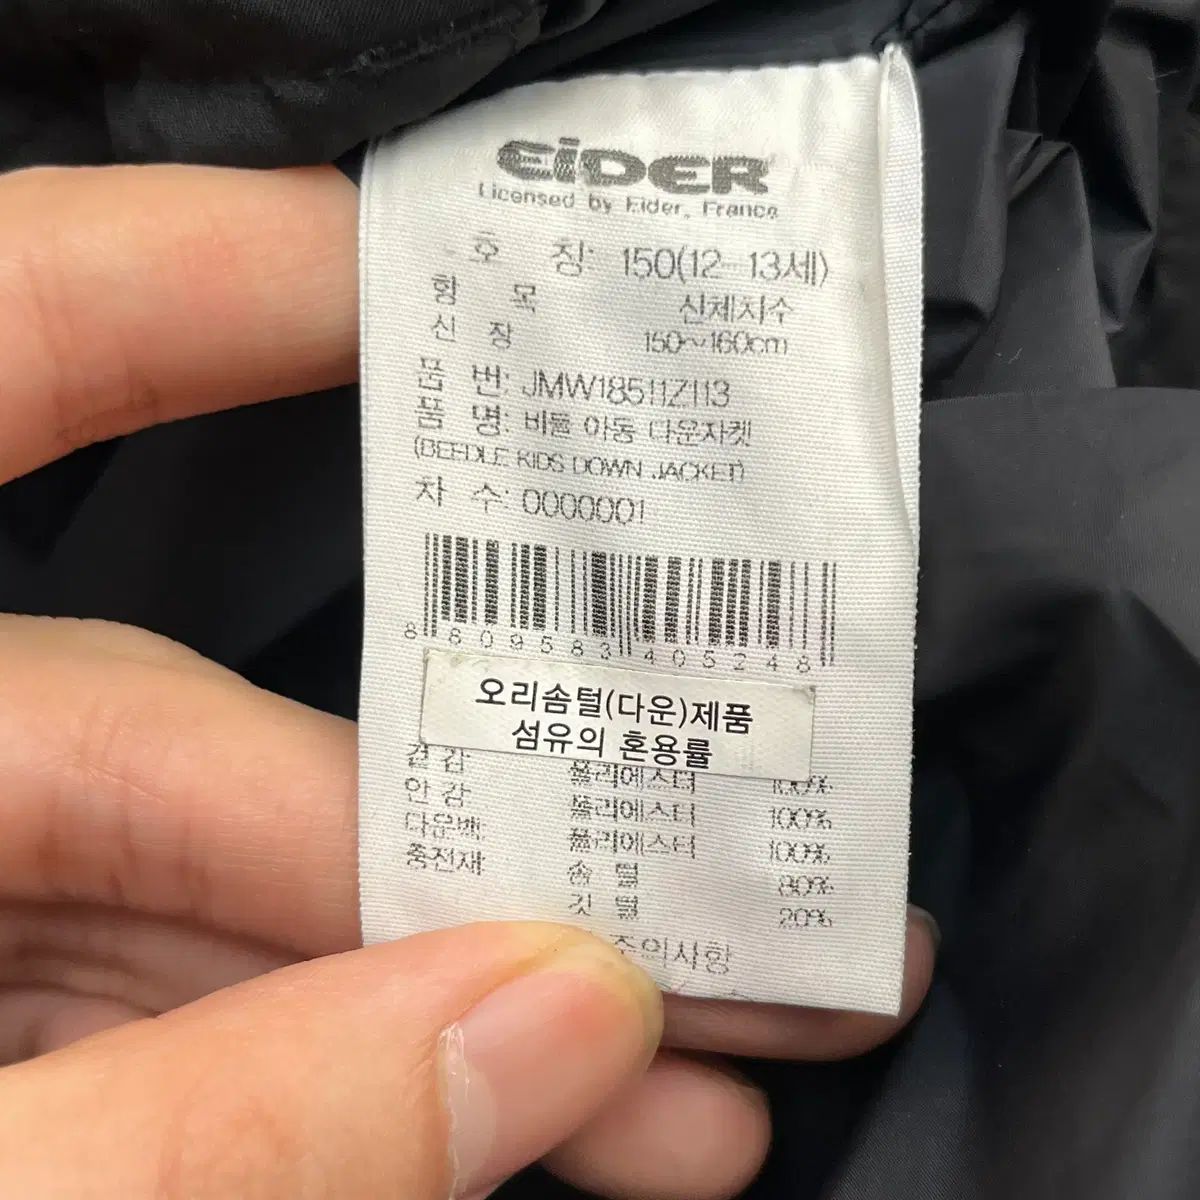 EiDER
Licensed by Eider, France
호 칭: 150(12-13세)
항 목 신체치수
신 장 150~160cm
품 번: JMW18511Z113
품 명: 비들 아동 다운자켓
(BEEDLE KIDS DOWN JACKET)
차 수: 0000001
8 809583 405248
오리솜털(다운)제품
섬유의 혼용률
겉감 폴리에스터 100%
안감 폴리에스터 100%
다운백 폴리에스터 100%
충전재 솜털 80%
깃털 20%
주의사항